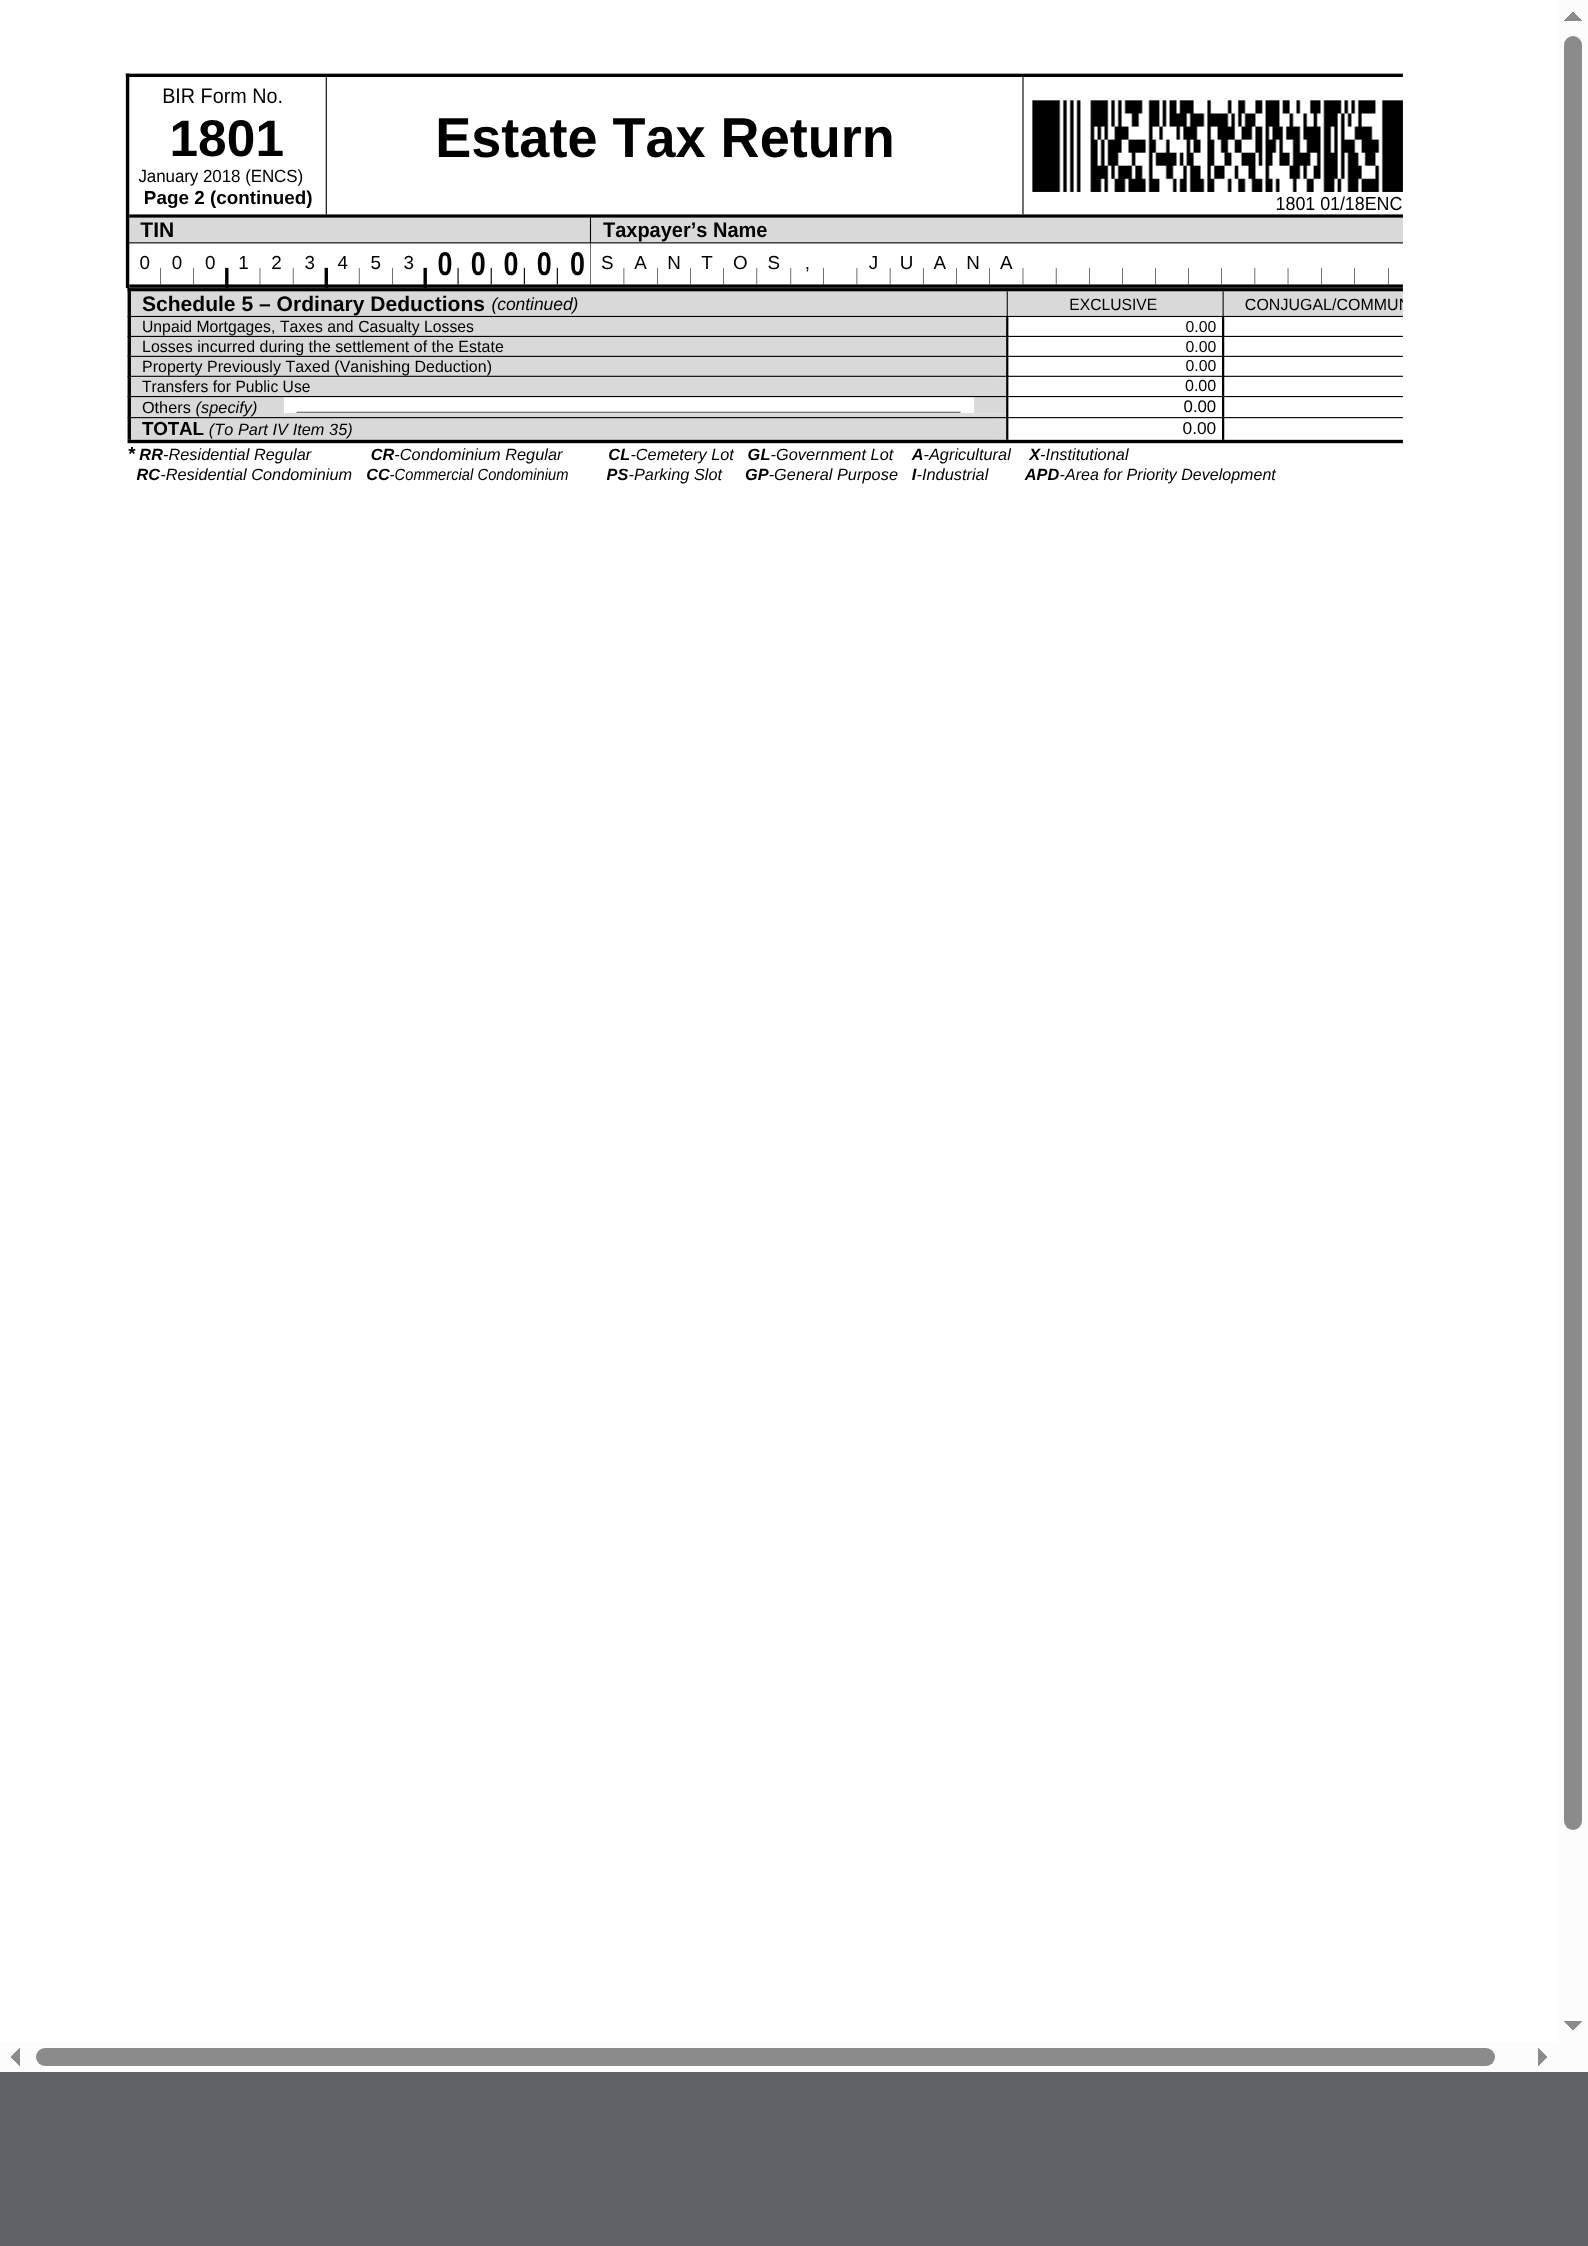 BIR Form No.
1801
January 2018 (ENCS)
Page 2 (continued)
Estate Tax Return
1801 01/18ENC
TIN
Taxpayer’s Name
0 0 0 1 2 3 4 5 3 0 0 0 0 0
SANTOS, JUANA
Schedule 5 – Ordinary Deductions (continued) EXCLUSIVE CONJUGAL/COMMUN
Unpaid Mortgages, Taxes and Casualty Losses 0.00
Losses incurred during the settlement of the Estate 0.00
Property Previously Taxed (Vanishing Deduction) 0.00
Transfers for Public Use 0.00
Others (specify) 0.00
TOTAL (To Part IV Item 35) 0.00
* RR-Residential Regular CR-Condominium Regular CL-Cemetery Lot GL-Government Lot A-Agricultural X-Institutional
RC-Residential Condominium CC-Commercial Condominium PS-Parking Slot GP-General Purpose I-Industrial APD-Area for Priority Development